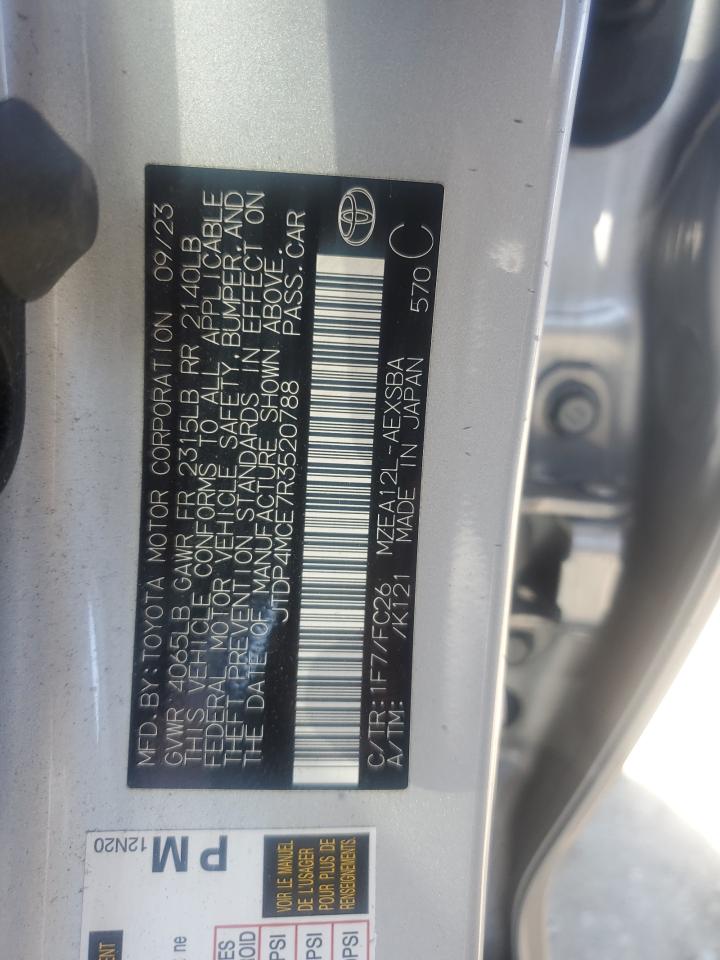 MFD. BY: TOYOTA MOTOR CORPORATION 09/23
GVWR 4065LB GAWR FR 2315LB RR 2140LB
THIS VEHICLE CONFORMS TO ALL APPLICABLE
FEDERAL MOTOR VEHICLE SAFETY, BUMPER, AND
THEFT PREVENTION STANDARDS IN EFFECT ON
THE DATE OF MANUFACTURE SHOWN ABOVE.
JTDP4MCE7R3520788 PASS. CAR
C/TR: 1F7/FC26 MZEA12L-AEXSBA
A/TM: /K121 MADE IN JAPAN 570 C
PM
12N20
VOIR LE MANUEL
DE L'USAGER
POUR PLUS DE
RENSEIGNEMENTS.
ne
PSI
PSI
PSI